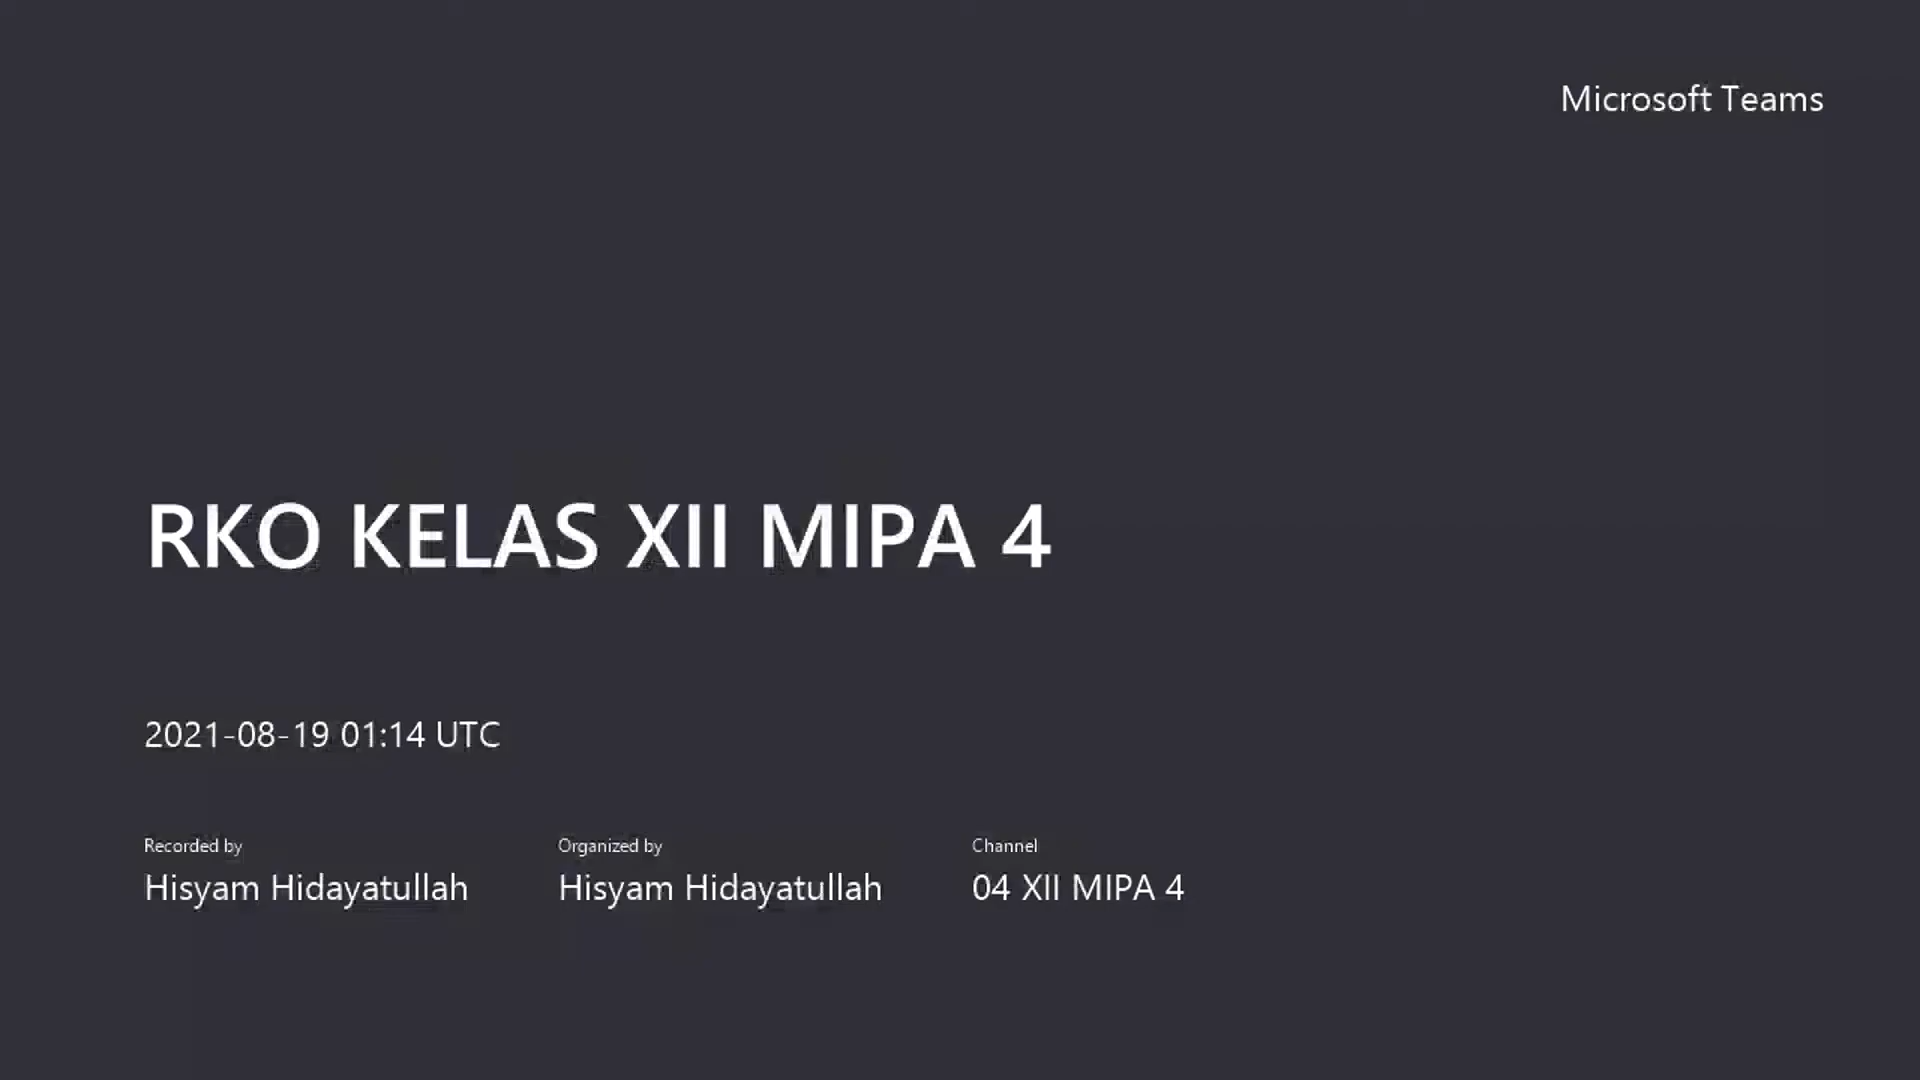 Microsoft Teams
RKO KELAS XII MIPA 4
2021-08-19 01:14 UTC
Recorded by
Hisyam Hidayatullah
Organized by
Hisyam Hidayatullah
Channel
04 XII MIPA 4